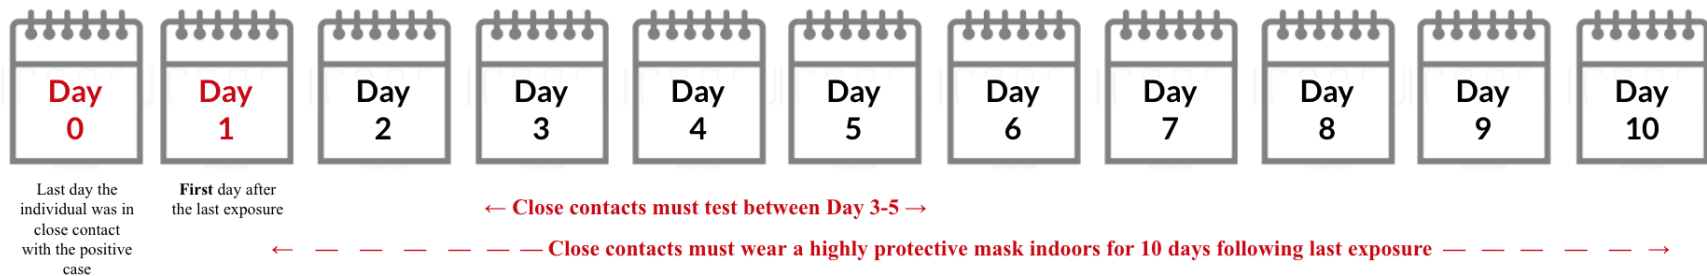 Day
0
Day
1
Day
2
Day
3
Day
4
Day
5
Day
6
Day
7
Day
8
Day
9
Day
10
Last day the
individual was in
close contact
with the positive
case
First day after
the last exposure
← Close contacts must test between Day 3-5 →
← — — — — — — Close contacts must wear a highly protective mask indoors for 10 days following last exposure — — — — — →